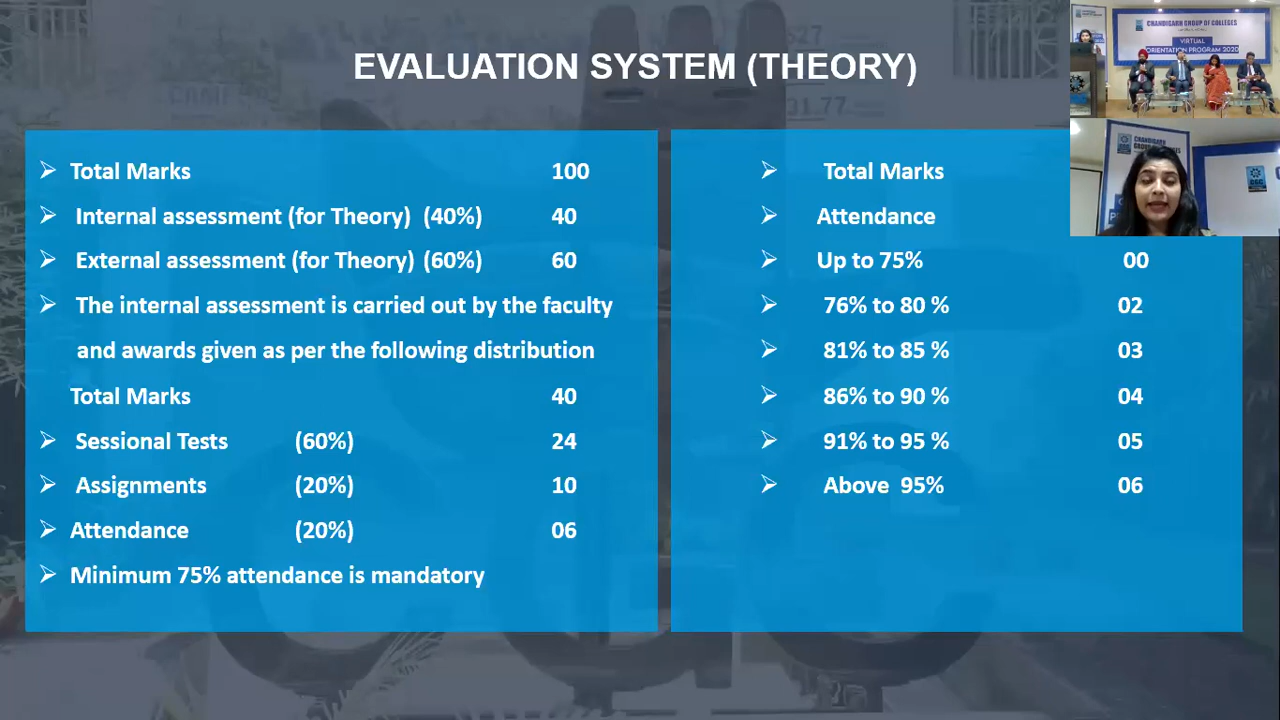 EVALUATION SYSTEM (THEORY)
Total Marks 100
Internal assessment (for Theory) (40%) 40
External assessment (for Theory) (60%) 60
The internal assessment is carried out by the faculty
and awards given as per the following distribution
Total Marks 40
Sessional Tests (60%) 24
Assignments (20%) 10
Attendance (20%) 06
Minimum 75% attendance is mandatory
Total Marks
Attendance
Up to 75% 00
76% to 80 % 02
81% to 85 % 03
86% to 90 % 04
91% to 95 % 05
Above 95% 06
CHANDIGARH GROUP OF COLLEGES
VIRTUAL
ORIENTATION PROGRAM 2020
CHANDIGARH
CGC